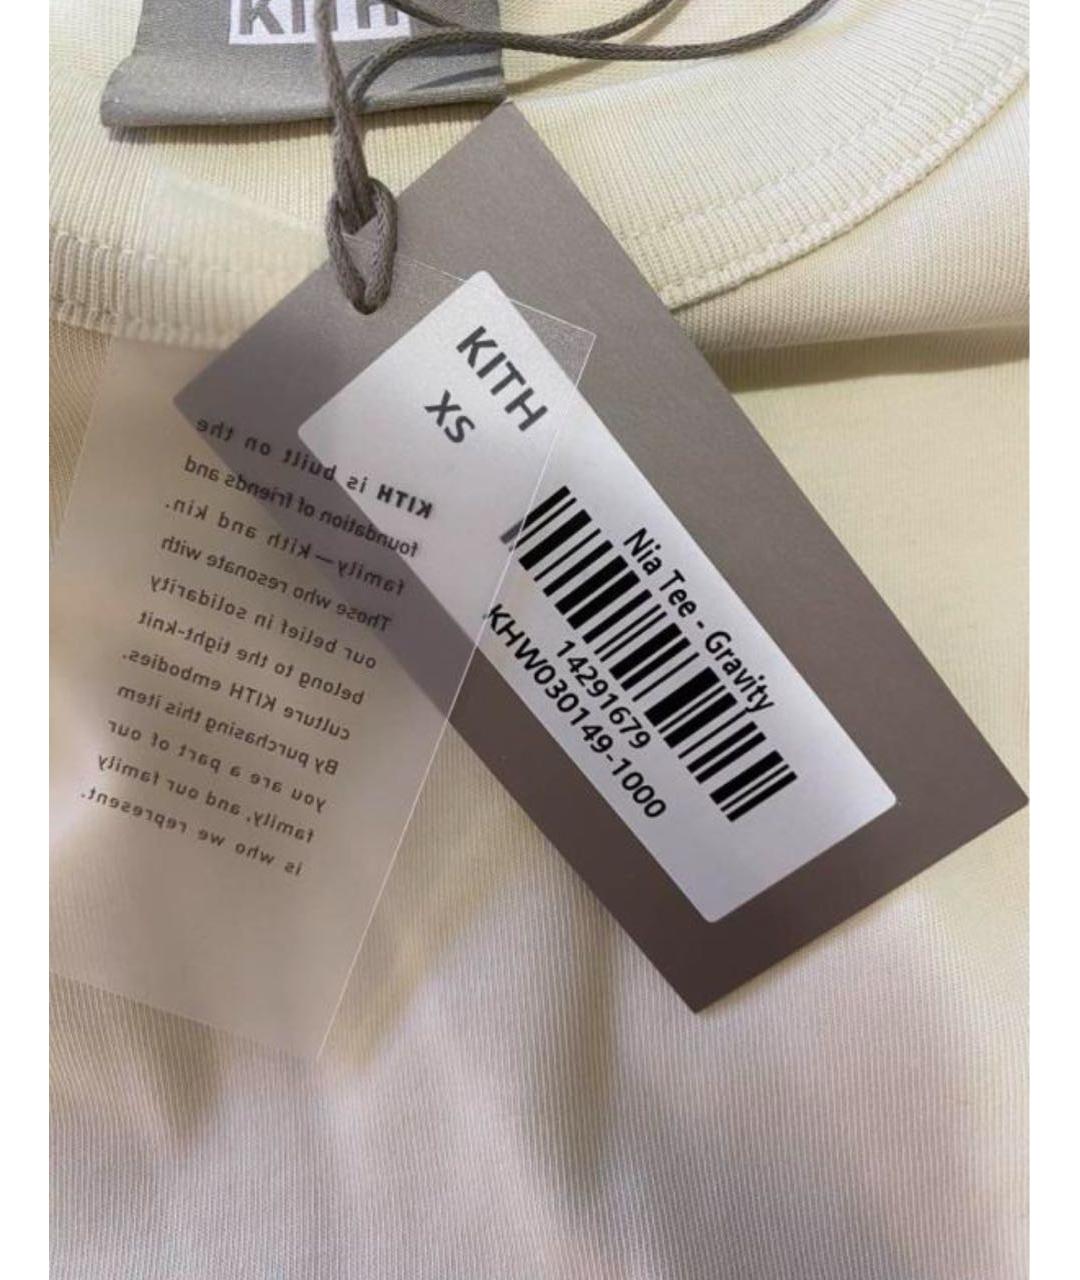 KITH
KITH
XS
Nia Tee - Gravity
14291679
KHW030149-1000
KITH is built on the
foundation of friends and
family—kith and kin.
Those who resonate with
our belief in solidarity
belong to the tight-knit
culture KITH embodies.
By purchasing this item
you are a part of our
family, and our family
is who we represent.